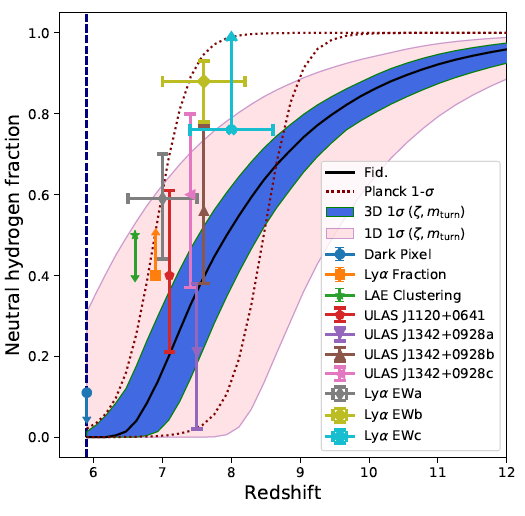 1.0
0.8
0.6
0.4
0.2
0.0
Neutral hydrogen fraction
6 7 8 9 10 11 12
Redshift
Fid.
Planck 1-σ
3D 1σ (ζ, m_turn)
1D 1σ (ζ, m_turn)
Dark Pixel
Lyα Fraction
LAE Clustering
ULAS J1120+0641
ULAS J1342+0928a
ULAS J1342+0928b
ULAS J1342+0928c
Lyα EWa
Lyα EWb
Lyα EWc